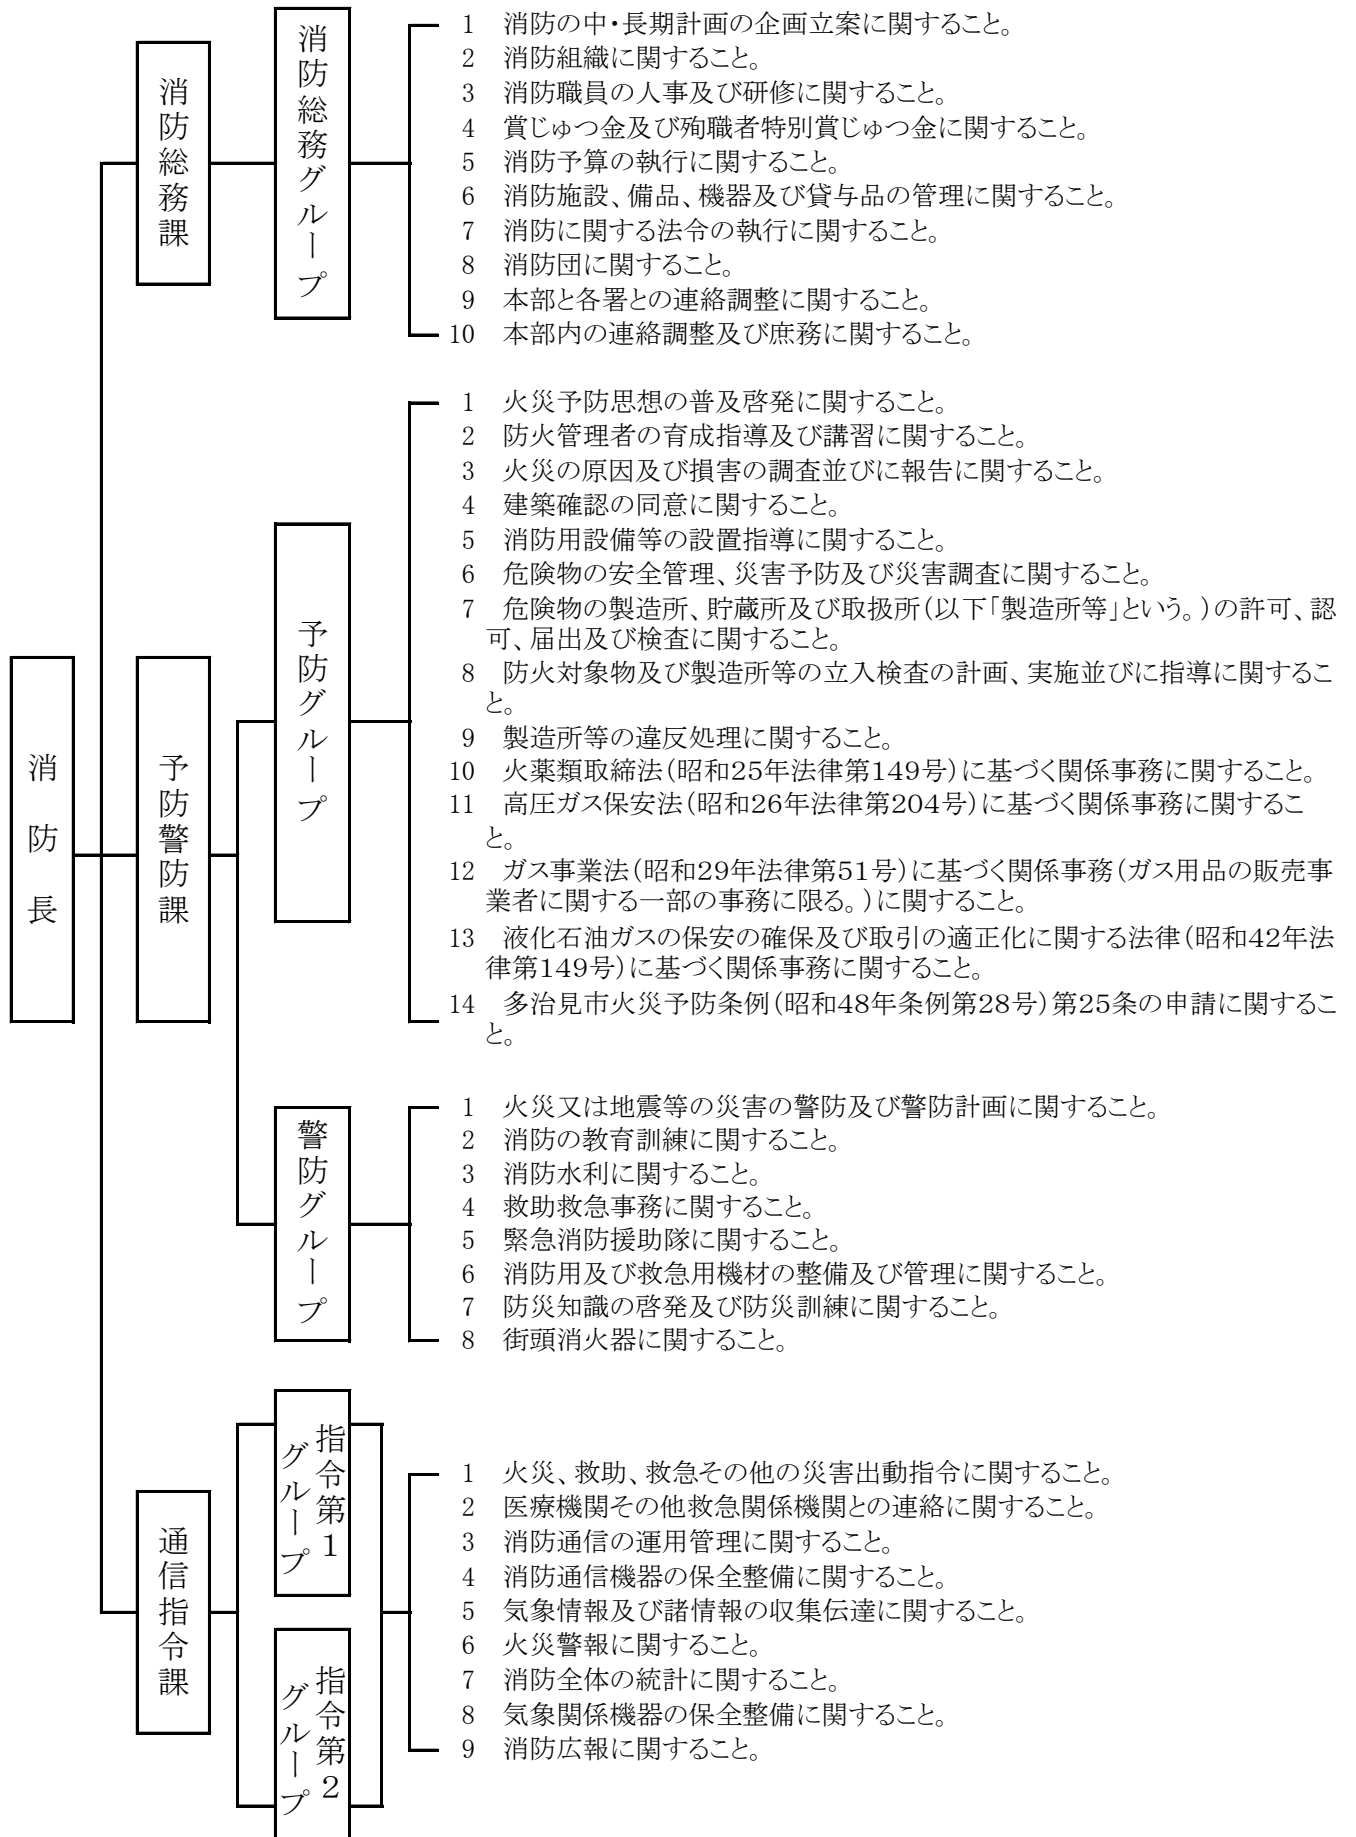 消防長
消防総務課
消防総務グループ
1 消防の中・長期計画の企画立案に関すること。
2 消防組織に関すること。
3 消防職員の人事及び研修に関すること。
4 賞じゅつ金及び殉職者特別賞じゅつ金に関すること。
5 消防予算の執行に関すること。
6 消防施設、備品、機器及び貸与品の管理に関すること。
7 消防に関する法令の執行に関すること。
8 消防団に関すること。
9 本部と各署との連絡調整に関すること。
10 本部内の連絡調整及び庶務に関すること。
予防警防課
予防グループ
1 火災予防思想の普及啓発に関すること。
2 防火管理者の育成指導及び講習に関すること。
3 火災の原因及び損害の調査並びに報告に関すること。
4 建築確認の同意に関すること。
5 消防用設備等の設置指導に関すること。
6 危険物の安全管理、災害予防及び災害調査に関すること。
7 危険物の製造所、貯蔵所及び取扱所(以下「製造所等」という。)の許可、認
可、届出及び検査に関すること。
8 防火対象物及び製造所等の立入検査の計画、実施並びに指導に関するこ
と。
9 製造所等の違反処理に関すること。
10 火薬類取締法(昭和25年法律第149号)に基づく関係事務に関すること。
11 高圧ガス保安法(昭和26年法律第204号)に基づく関係事務に関するこ
と。
12 ガス事業法(昭和29年法律第51号)に基づく関係事務(ガス用品の販売事
業者に関する一部の事務に限る。)に関すること。
13 液化石油ガスの保安の確保及び取引の適正化に関する法律(昭和42年法
律第149号)に基づく関係事務に関すること。
14 多治見市火災予防条例(昭和48年条例第28号)第25条の申請に関するこ
と。
警防グループ
1 火災又は地震等の災害の警防及び警防計画に関すること。
2 消防の教育訓練に関すること。
3 消防水利に関すること。
4 救助救急事務に関すること。
5 緊急消防援助隊に関すること。
6 消防用及び救急用機材の整備及び管理に関すること。
7 防災知識の啓発及び防災訓練に関すること。
8 街頭消火器に関すること。
通信指令課
指令第1
グループ
指令第2
グループ
1 火災、救助、救急その他の災害出動指令に関すること。
2 医療機関その他救急関係機関との連絡に関すること。
3 消防通信の運用管理に関すること。
4 消防通信機器の保全整備に関すること。
5 気象情報及び諸情報の収集伝達に関すること。
6 火災警報に関すること。
7 消防全体の統計に関すること。
8 気象関係機器の保全整備に関すること。
9 消防広報に関すること。